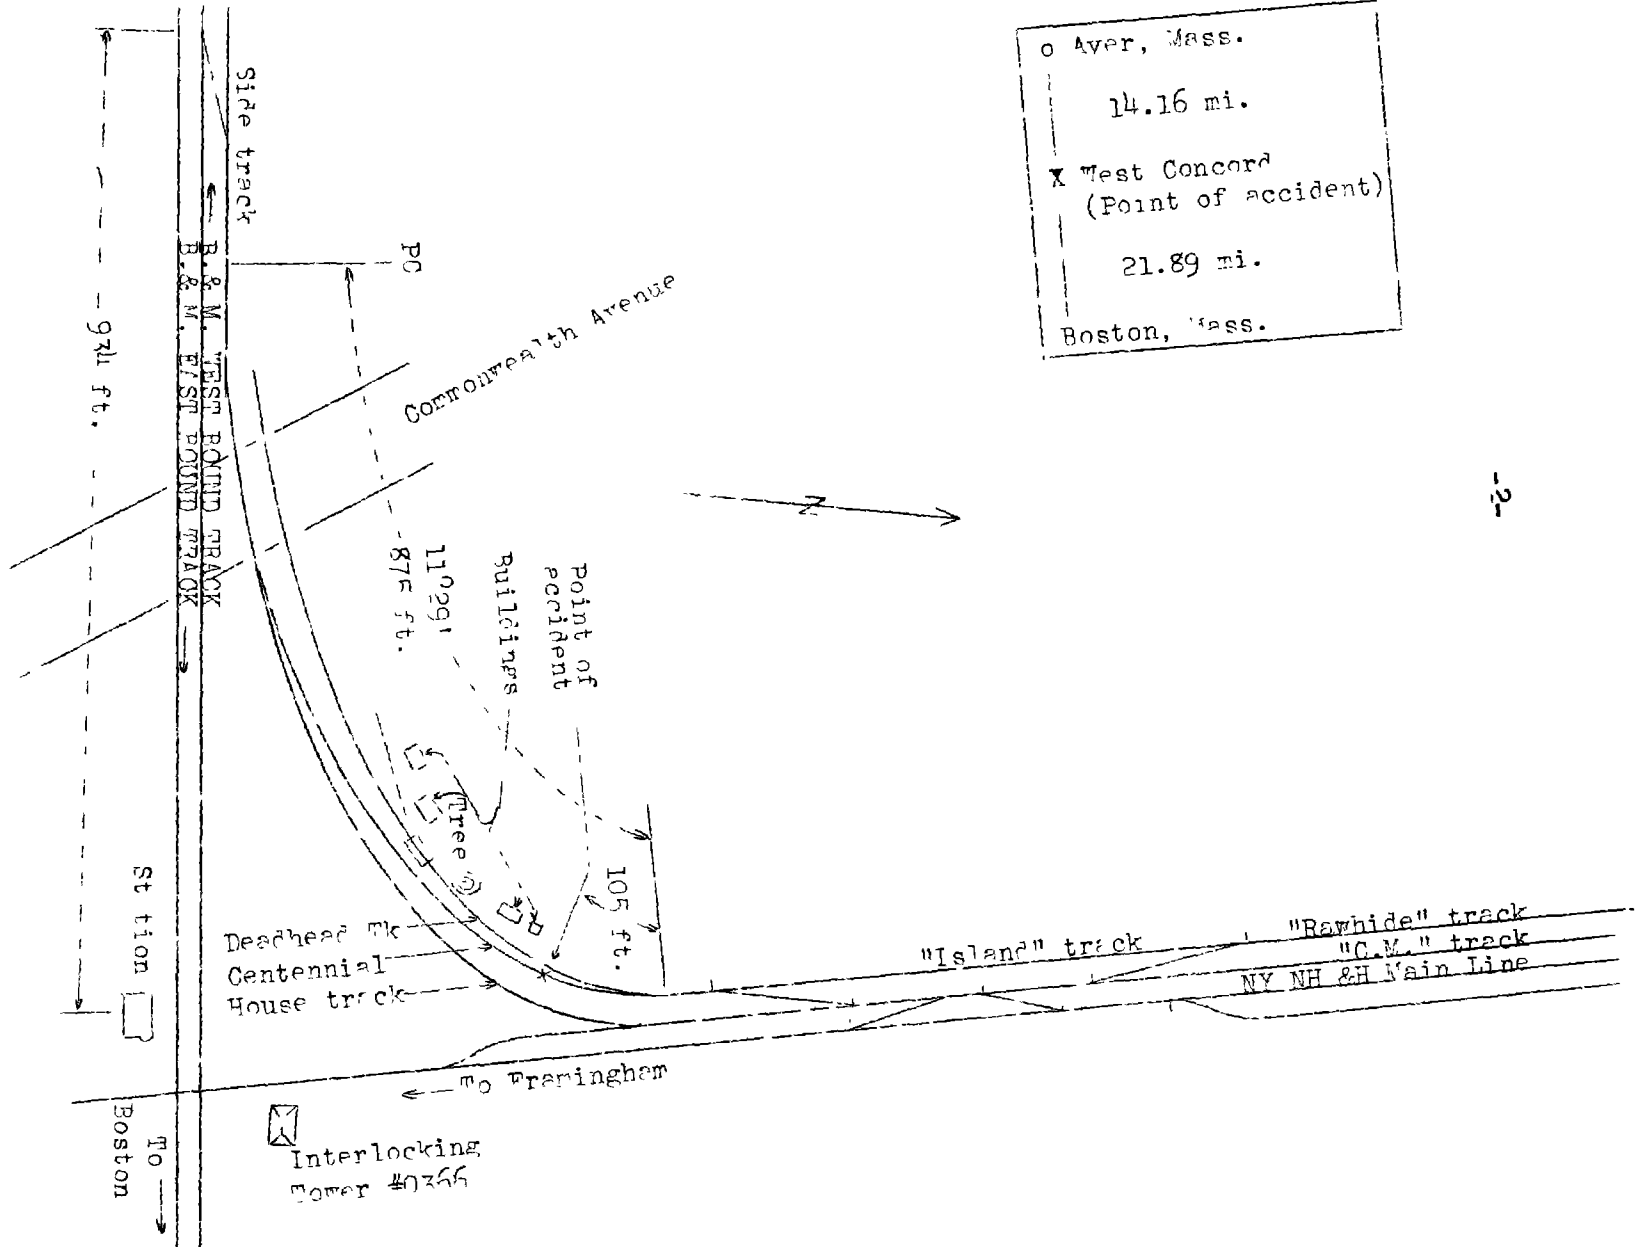 o Ayer, Mass.
14.16 mi.
X West Concord
(Point of accident)
21.89 mi.
Boston, Mass.
-2-
Side track
PC
B. & M. WEST BOUND TRACK
B. & M. EAST BOUND TRACK
934 ft.
Commonwealth Avenue
N
11°29'
875 ft.
Buildings
Point of
accident
Tree
105 ft.
St tion
Deadhead Tk
Centennial
House track
"Island" track
"Rawhide" track
"C.M." track
NY NH &H Main Line
To Framingham
Interlocking
Tower #0366
To
Boston